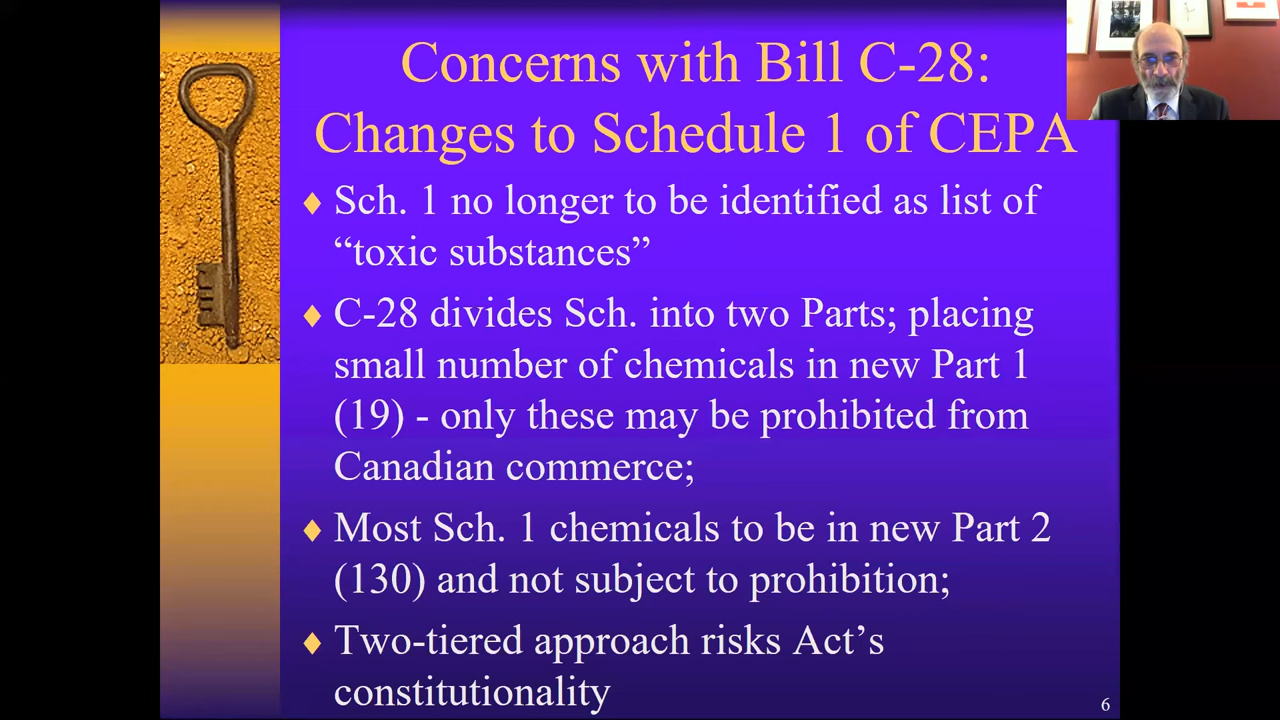 Concerns with Bill C-28:
Changes to Schedule 1 of CEPA
Sch. 1 no longer to be identified as list of
“toxic substances”
C-28 divides Sch. into two Parts; placing
small number of chemicals in new Part 1
(19) - only these may be prohibited from
Canadian commerce;
Most Sch. 1 chemicals to be in new Part 2
(130) and not subject to prohibition;
Two-tiered approach risks Act’s
constitutionality
6